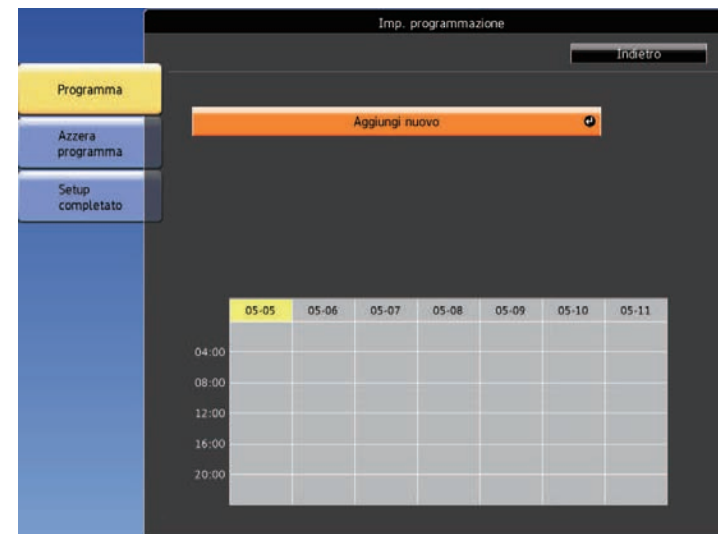 Imp. programmazione
Indietro
Programma
Aggiungi nuovo
Azzera
programma
Setup
completato
05-05 05-06 05-07 05-08 05-09 05-10 05-11
04:00
08:00
12:00
16:00
20:00